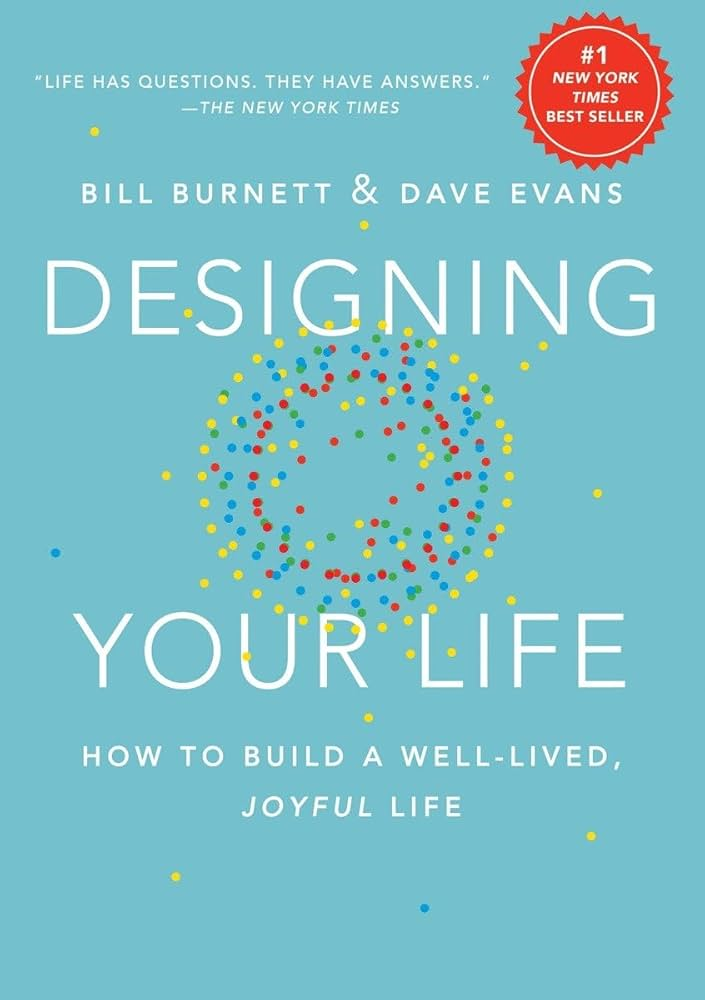 “LIFE HAS QUESTIONS. THEY HAVE ANSWERS.”
—THE NEW YORK TIMES
#1
NEW YORK
TIMES
BEST SELLER
BILL BURNETT & DAVE EVANS
DESIGNING
YOUR LIFE
HOW TO BUILD A WELL-LIVED,
JOYFUL LIFE